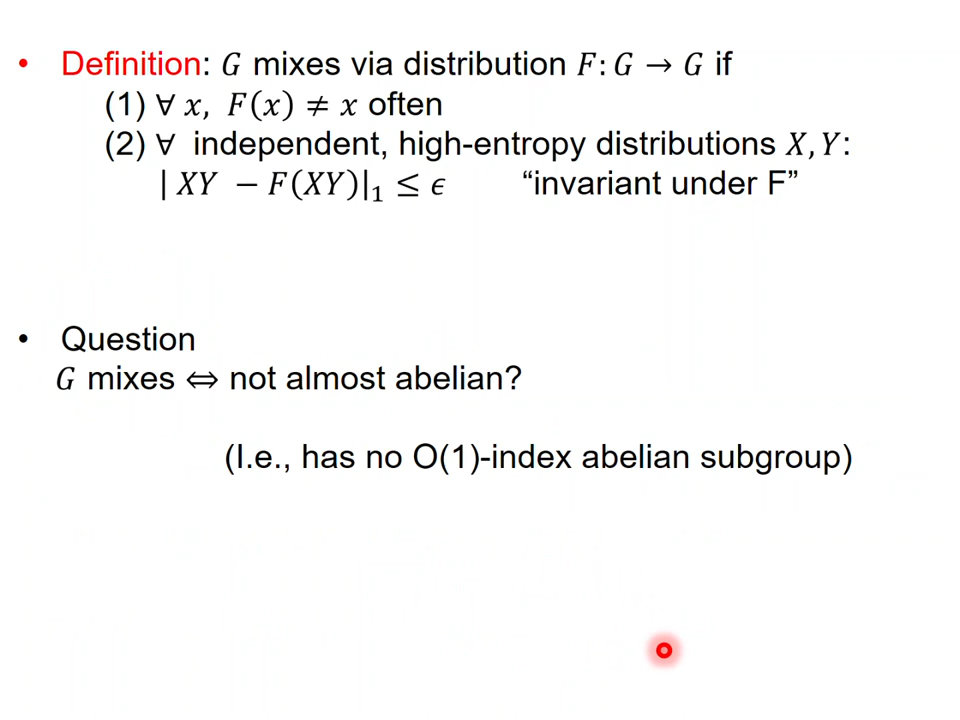 • Definition: G mixes via distribution F: G → G if
(1) ∀ x, F(x) ≠ x often
(2) ∀ independent, high-entropy distributions X, Y:
| XY − F(XY)|₁ ≤ ϵ “invariant under F”
• Question
G mixes ⇔ not almost abelian?
(I.e., has no O(1)-index abelian subgroup)